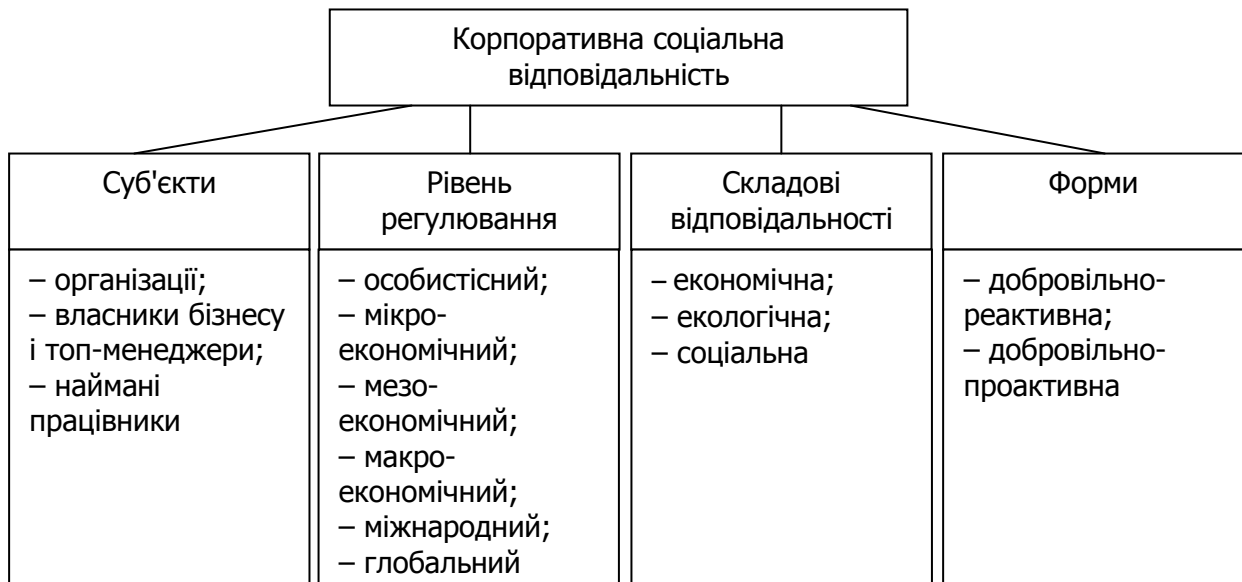 Корпоративна соціальна
відповідальність
Суб'єкти
– організації;
– власники бізнесу
і топ-менеджери;
– наймані
працівники
Рівень
регулювання
– особистісний;
– мікро-
економічний;
– мезо-
економічний;
– макро-
економічний;
– міжнародний;
– глобальний
Складові
відповідальності
– економічна;
– екологічна;
– соціальна
Форми
– добровільно-
реактивна;
– добровільно-
проактивна